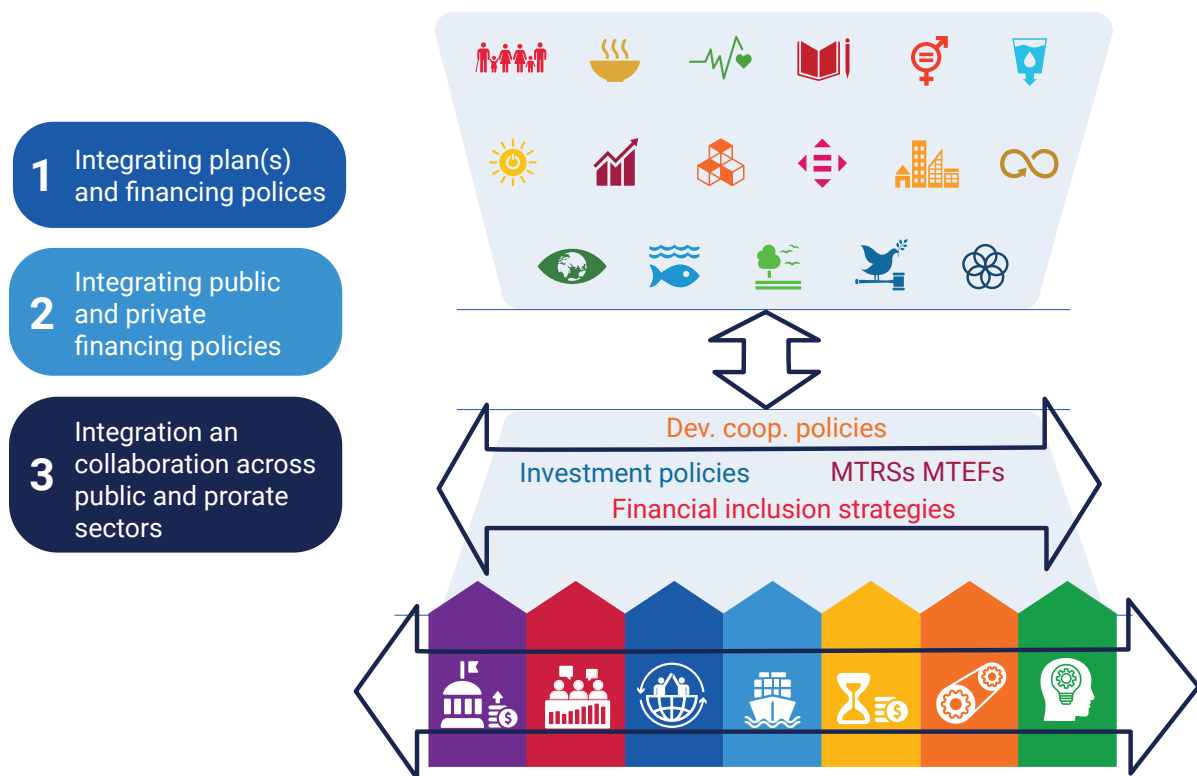 1
Integrating plan(s)
and financing polices
2
Integrating public
and private
financing policies
3
Integration an
collaboration across
public and prorate
sectors
Dev. coop. policies
Investment policies
MTRSs MTEFs
Financial inclusion strategies
$
$